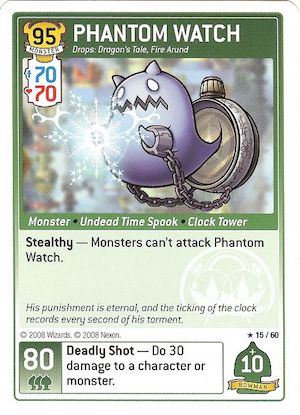 95
MONSTER
PHANTOM WATCH
Drops: Dragon's Tale, Fire Arund
70
70
Monster • Undead Time Spook • Clock Tower
Stealthy — Monsters can't attack Phantom
Watch.
His punishment is eternal, and the ticking of the clock
records every second of his torment.
© 2008 Wizards. © 2008 Nexon.
★ 15 / 60
80
Deadly Shot — Do 30
damage to a character or
monster.
+
10
BOWMAN